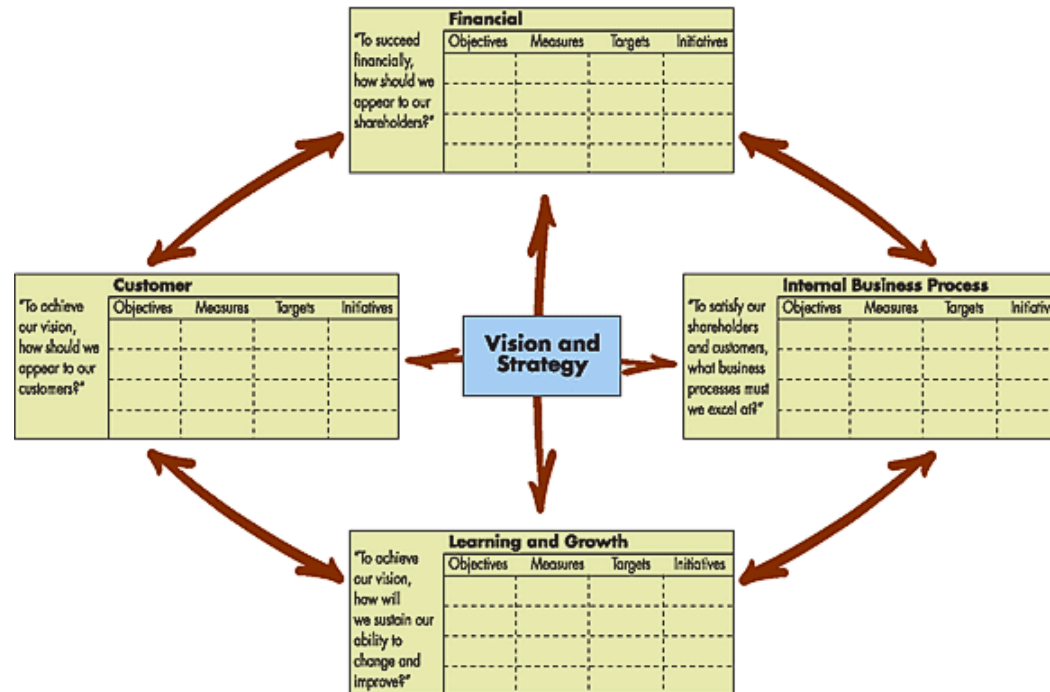 Financial
"To succeed
financially,
how should we
appear to our
shareholders?"
Objectives Measures Targets Initiatives
Customer
"To achieve
our vision,
how should we
appear to our
customers?"
Objectives Measures Targets Initiatives
Vision and
Strategy
Internal Business Process
"To satisfy our
shareholders
and customers,
what business
processes must
we excel at?"
Objectives Measures Targets Initiativ
Learning and Growth
"To achieve
our vision,
how will
we sustain our
ability to
change and
improve?"
Objectives Measures Targets Initiatives